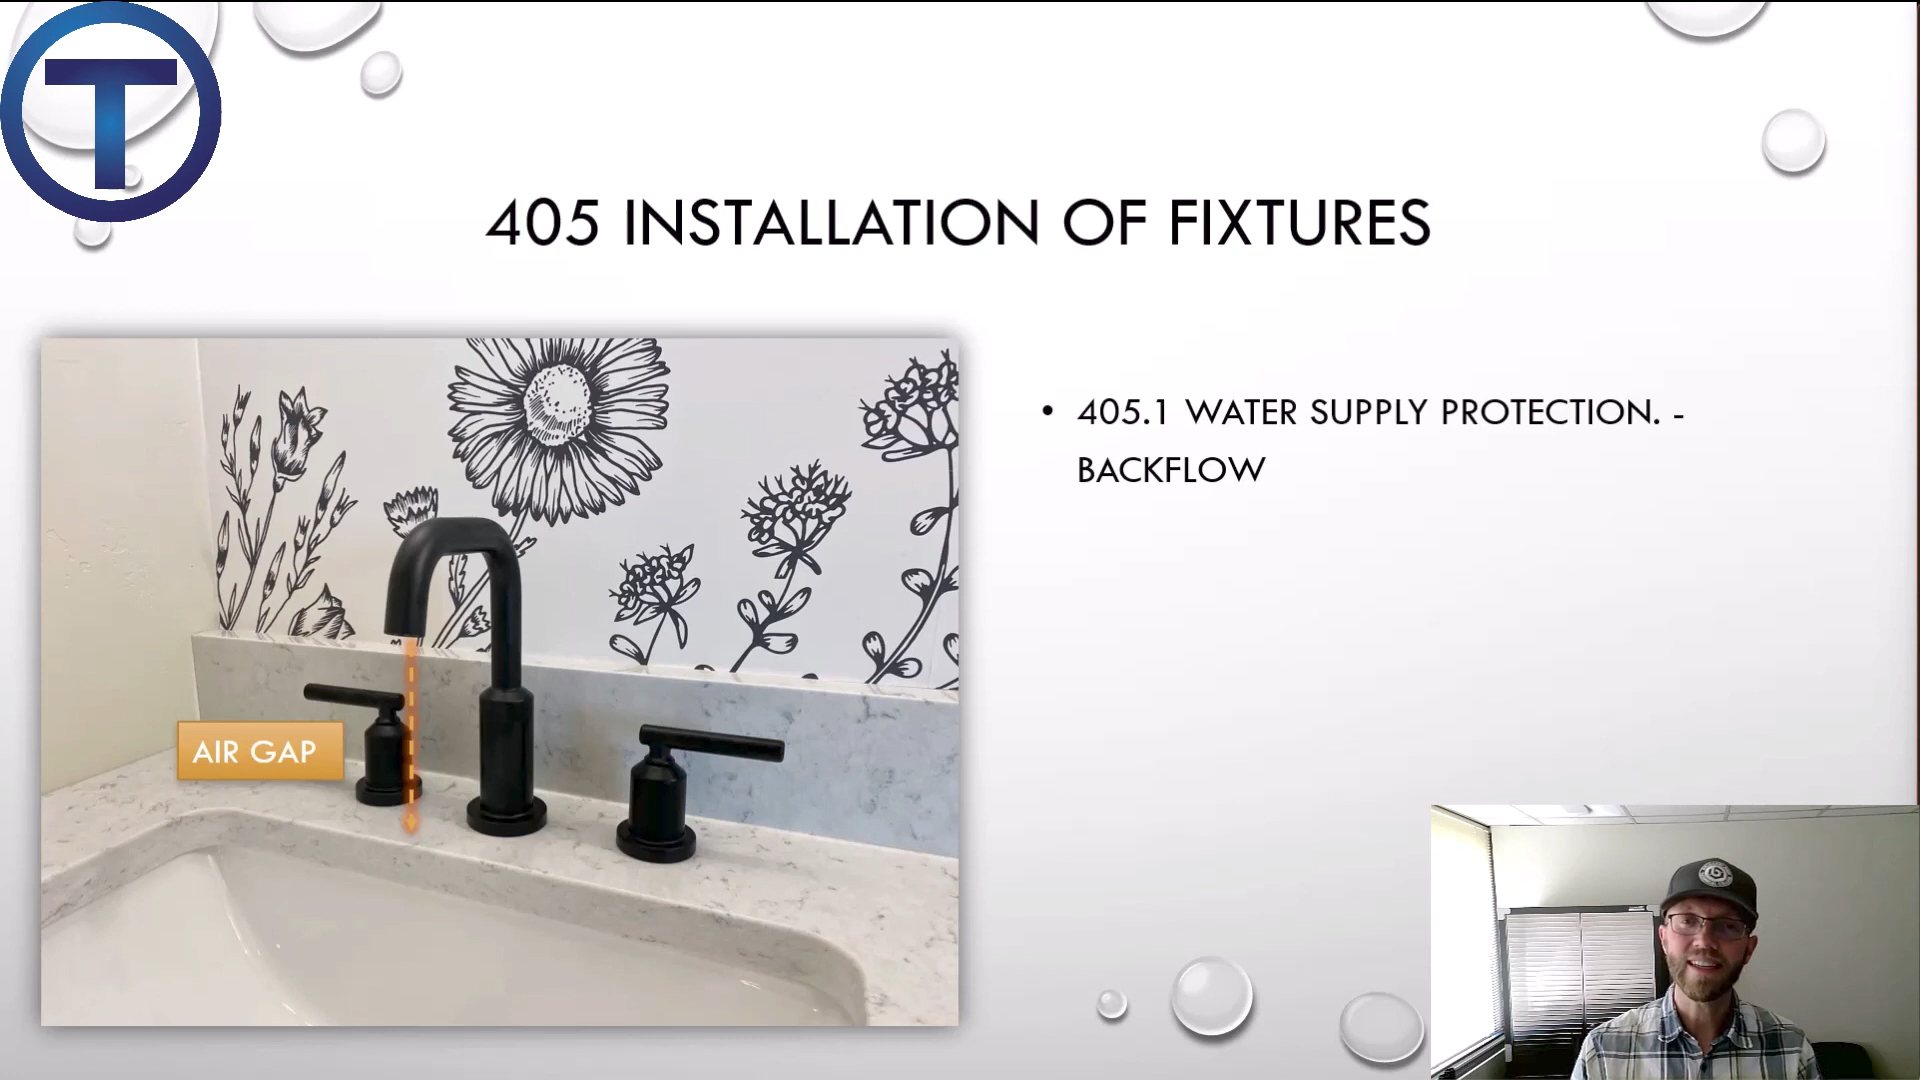 T
405 INSTALLATION OF FIXTURES
• 405.1 WATER SUPPLY PROTECTION. -
BACKFLOW
AIR GAP